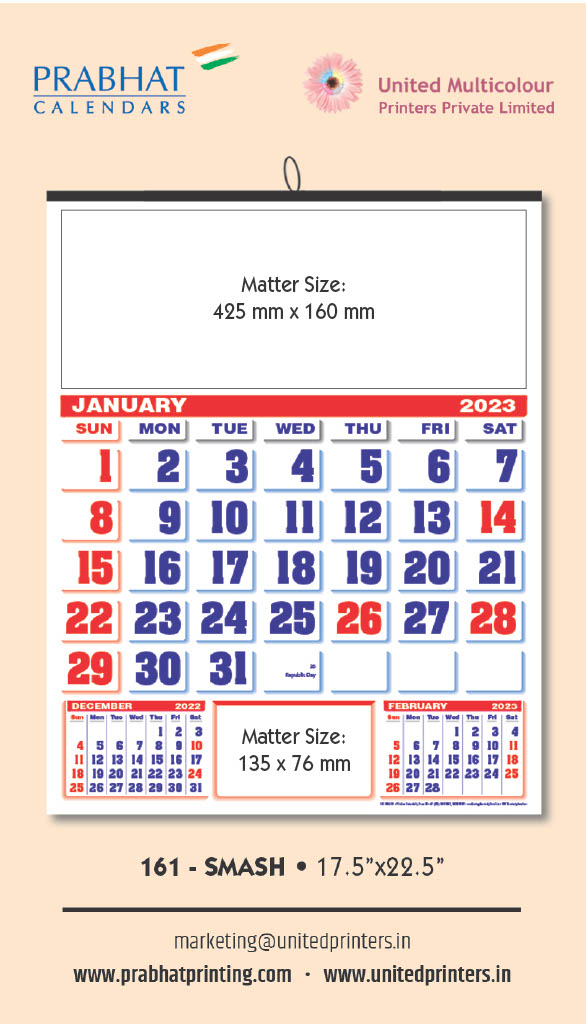 PRABHAT
CALENDARS
United Multicolour
Printers Private Limited
Matter Size:
425 mm x 160 mm
JANUARY 2023
SUN MON TUE WED THU FRI SAT
1 2 3 4 5 6 7
8 9 10 11 12 13 14
15 16 17 18 19 20 21
22 23 24 25 26 27 28
29 30 31
Republic Day
DECEMBER 2022
Sun Mon Tue Wed Thu Fri Sat
1 2 3
4 5 6 7 8 9 10
11 12 13 14 15 16 17
18 19 20 21 22 23 24
25 26 27 28 29 30 31
Matter Size:
135 x 76 mm
FEBRUARY 2023
Sun Mon Tue Wed Thu Fri Sat
1 2 3 4
5 6 7 8 9 10 11
12 13 14 15 16 17 18
19 20 21 22 23 24 25
26 27 28
161 - SMASH • 17.5”x22.5”
marketing@unitedprinters.in
www.prabhatprinting.com · www.unitedprinters.in